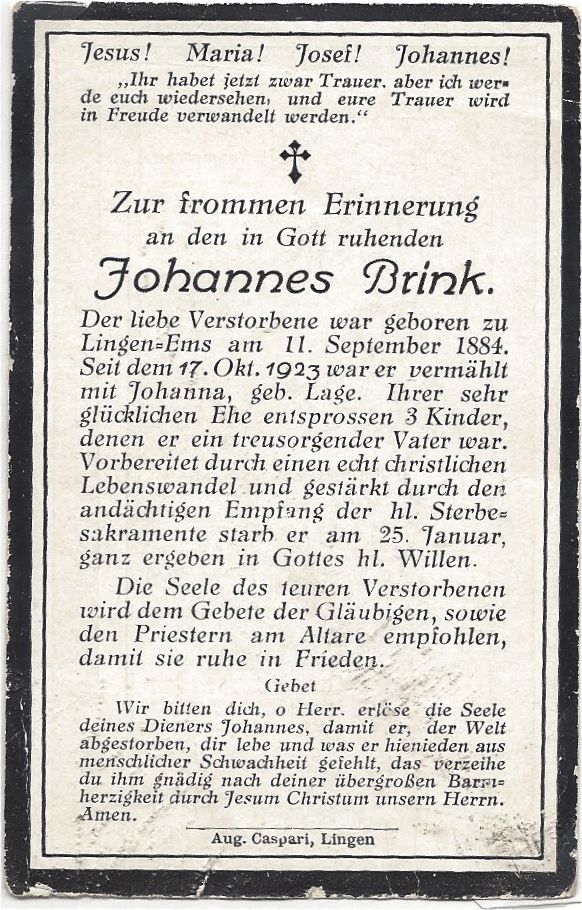 Jesus! Maria! Josef! Johannes!
„Ihr habet jetzt zwar Trauer, aber ich wer=
de euch wiedersehen, und eure Trauer wird
in Freude verwandelt werden.“
Zur frommen Erinnerung
an den in Gott ruhenden
Johannes Brink.
Der liebe Verstorbene war geboren zu
Lingen=Ems am 11. September 1884.
Seit dem 17. Okt. 1923 war er vermählt
mit Johanna, geb. Lage. Ihrer sehr
glücklichen Ehe entsprossen 3 Kinder,
denen er ein treusorgender Vater war.
Vorbereitet durch einen echt christlichen
Lebenswandel und gestärkt durch den
andächtigen Empfang der hl. Sterbe=
sakramente starb er am 25. Januar,
ganz ergeben in Gottes hl. Willen.
Die Seele des teuren Verstorbenen
wird dem Gebete der Gläubigen, sowie
den Priestern am Altare empfohlen,
damit sie ruhe in Frieden.
Gebet
Wir bitten dich, o Herr, erlöse die Seele
deines Dieners Johannes, damit er, der Welt
abgestorben, dir lebe und was er hienieden aus
menschlicher Schwachheit gefehlt, das verzeihe
du ihm gnädig nach deiner übergroßen Barm=
herzigkeit durch Jesum Christum unsern Herrn.
Amen.
Aug. Caspari, Lingen